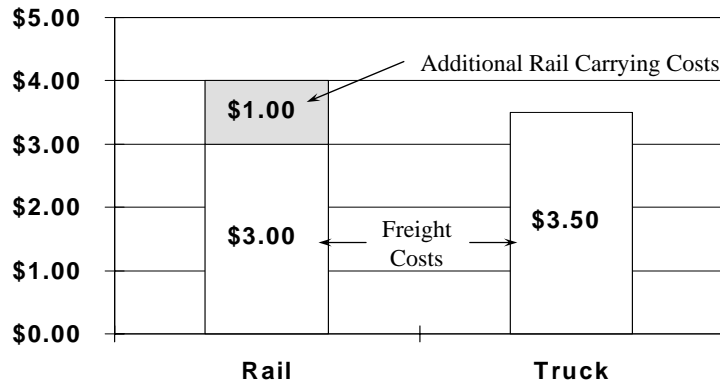 $5.00
$4.00
Additional Rail Carrying Costs
$1.00
$3.00
$2.00
$3.00
Freight
Costs
$3.50
$1.00
$0.00
Rail
Truck